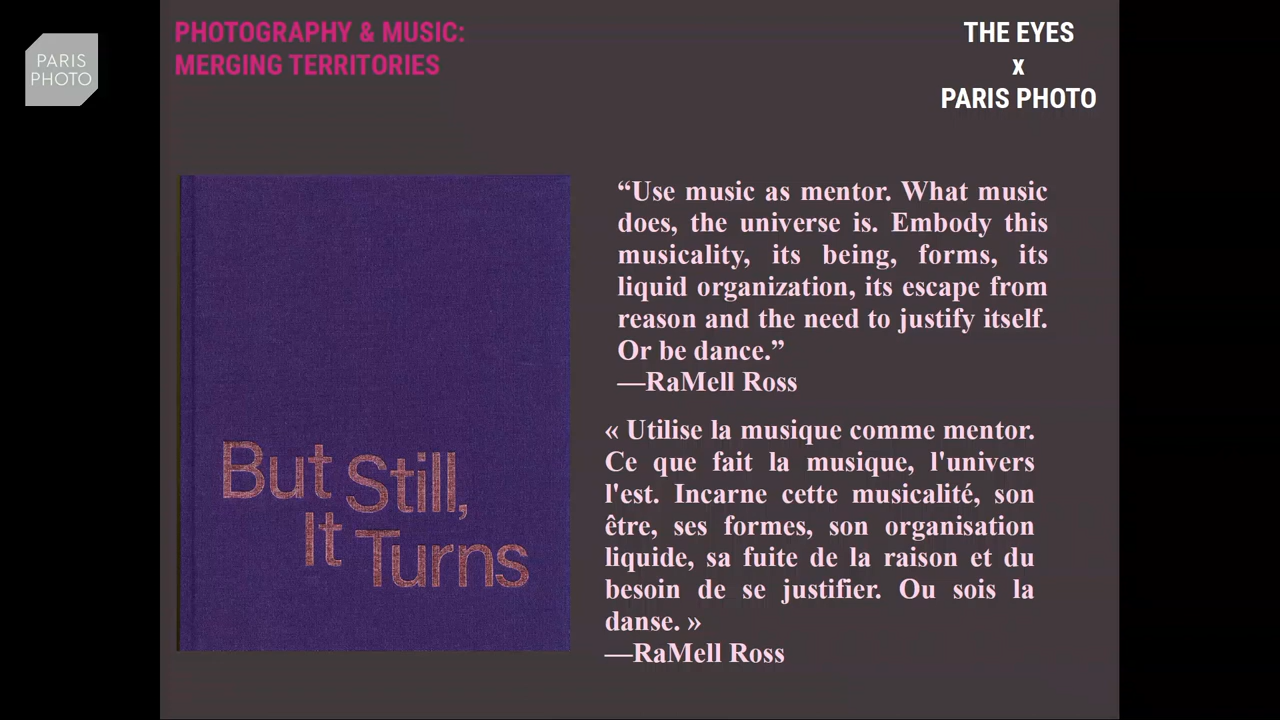 PARIS
PHOTO
PHOTOGRAPHY & MUSIC:
MERGING TERRITORIES
THE EYES
x
PARIS PHOTO
But Still,
It Turns
“Use music as mentor. What music
does, the universe is. Embody this
musicality, its being, forms, its
liquid organization, its escape from
reason and the need to justify itself.
Or be dance.”
—RaMell Ross
« Utilise la musique comme mentor.
Ce que fait la musique, l'univers
l'est. Incarne cette musicalité, son
être, ses formes, son organisation
liquide, sa fuite de la raison et du
besoin de se justifier. Ou sois la
danse. »
—RaMell Ross